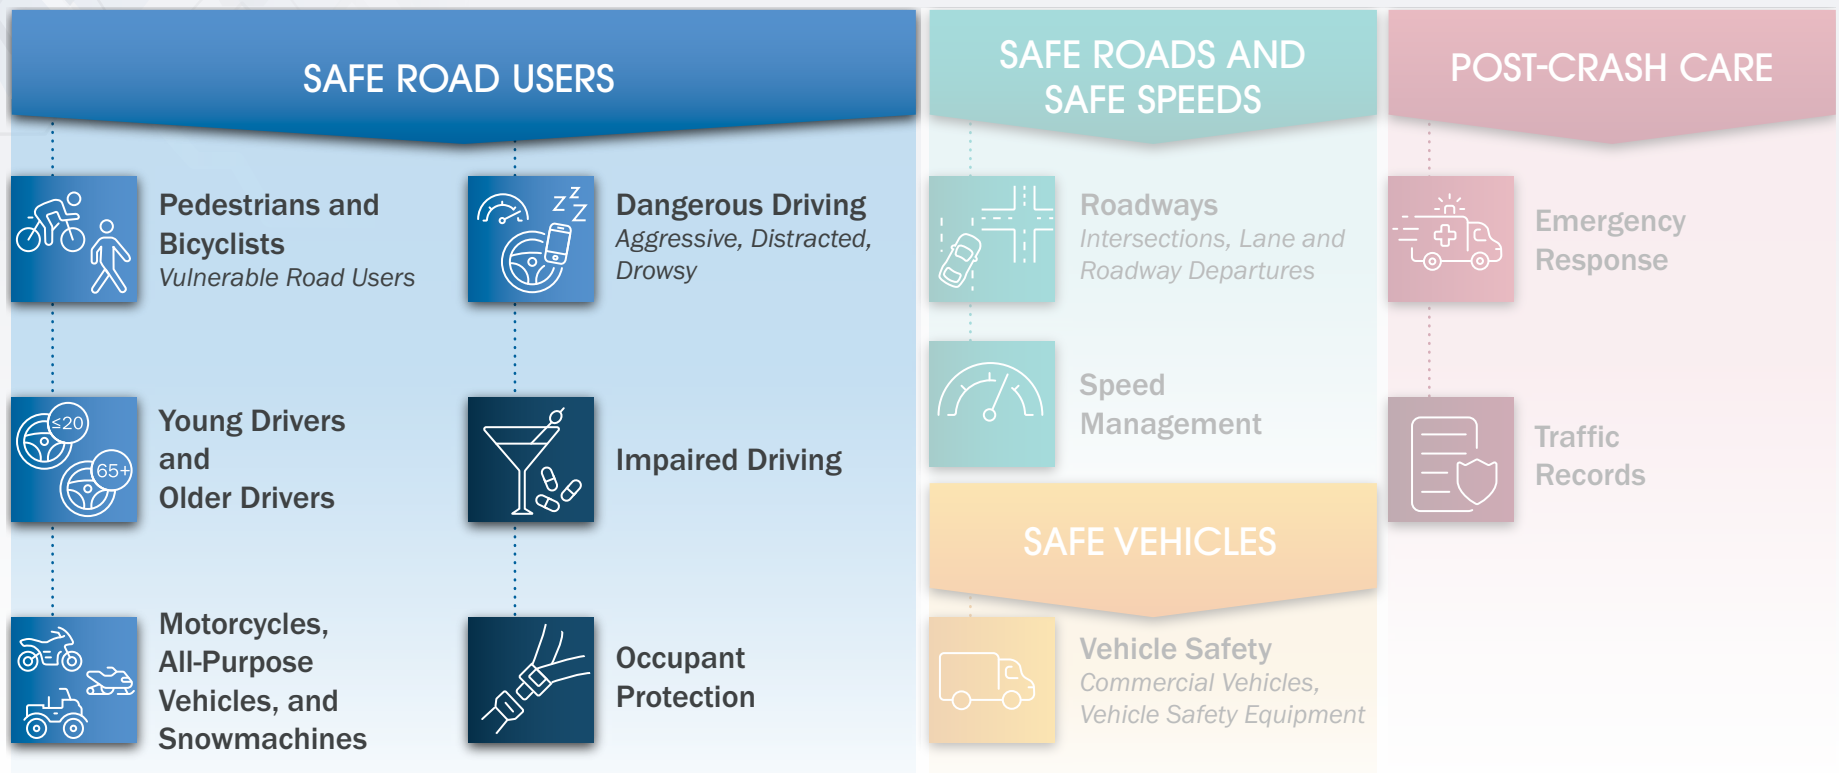 SAFE ROAD USERS
Pedestrians and
Bicyclists
Vulnerable Road Users
≤20
65+
Young Drivers
and
Older Drivers
Motorcycles,
All-Purpose
Vehicles, and
Snowmachines
Z Z Z
Dangerous Driving
Aggressive, Distracted,
Drowsy
Impaired Driving
Occupant
Protection
SAFE ROADS AND
SAFE SPEEDS
Roadways
Intersections, Lane and
Roadway Departures
Speed
Management
SAFE VEHICLES
Vehicle Safety
Commercial Vehicles,
Vehicle Safety Equipment
POST-CRASH CARE
Emergency
Response
Traffic
Records